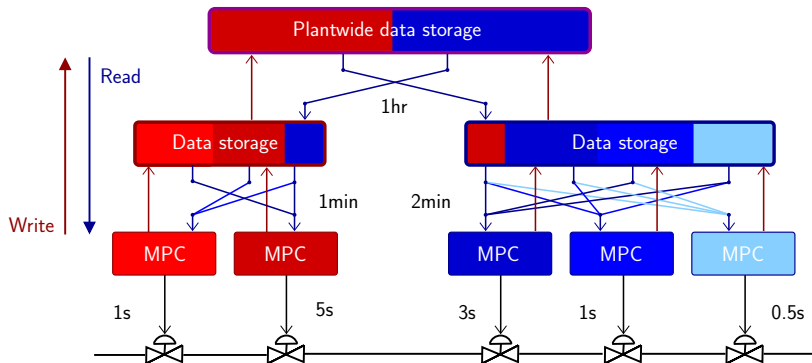 Plantwide data storage
Read
1hr
Data storage
Data storage
1min
2min
Write
MPC
MPC
MPC
MPC
MPC
1s
5s
3s
1s
0.5s